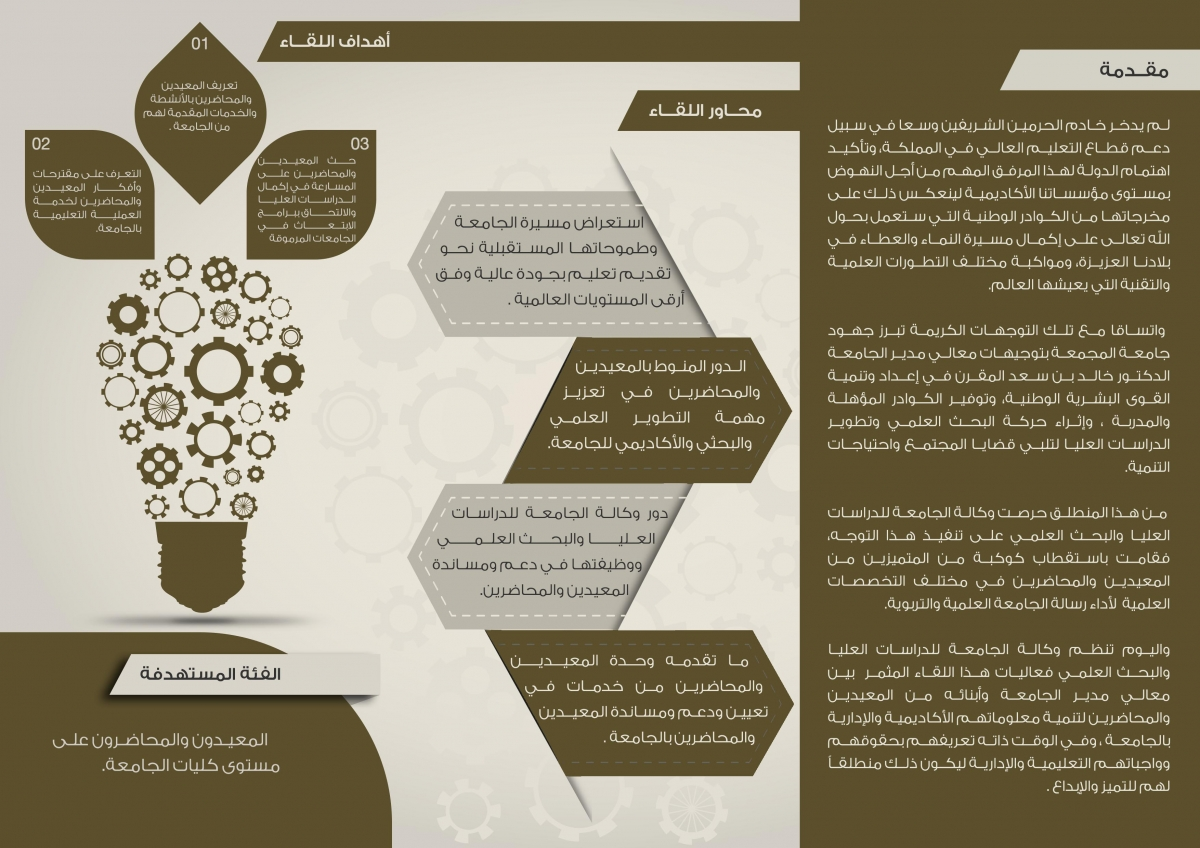 مقدمة
لم يدخر خادم الحرمين الشريفين وسعا في سبيل
دعم قطاع التعليم العالي في المملكة، وتأكيد
اهتمام الدولة لهذا المرفق المهم من أجل النهوض
بمستوى مؤسساتنا الأكاديمية لينعكس ذلك على
مخرجاتها من الكوادر الوطنية التي ستعمل بحول
الله تعالى على إكمال مسيرة النماء والعطاء في
بلادنا العزيزة، ومواكبة مختلف التطورات العلمية
والتقنية التي يعيشها العالم.
واتساقا مع تلك التوجهات الكريمة تبرز جهود
جامعة المجمعة بتوجيهات معالي مدير الجامعة
الدكتور خالد بن سعد المقرن في إعداد وتنمية
القوى البشرية الوطنية، وتوفير الكوادر المؤهلة
والمدربة ، وإثراء حركة البحث العلمي وتطوير
الدراسات العليا لتلبي قضايا المجتمع واحتياجات
التنمية.
من هذا المنطلق حرصت وكالة الجامعة للدراسات
العليا والبحث العلمي على تنفيذ هذا التوجه،
فقامت باستقطاب كوكبة من المتميزين من
المعيدين والمحاضرين في مختلف التخصصات
العلمية لأداء رسالة الجامعة العلمية والتربوية.
واليوم تنظم وكالة الجامعة للدراسات العليا
والبحث العلمي فعاليات هذا اللقاء المثمر بين
معالي مدير الجامعة وأبنائه من المعيدين
والمحاضرين لتنمية معلوماتهم الأكاديمية والإدارية
بالجامعة ، وفي الوقت ذاته تعريفهم بحقوقهم
وواجباتهم التعليمية والإدارية ليكون ذلك منطلقاً
لهم للتميز والإبداع .
محاور اللقاء
استعراض مسيرة الجامعة
وطموحاتها المستقبلية نحو
تقديم تعليم بجودة عالية وفق
أرقى المستويات العالمية .
الدور المنوط بالمعيدين
والمحاضرين في تعزيز
مهمة التطوير العلمي
والبحثي والأكاديمي للجامعة.
دور وكالة الجامعة للدراسات
العليا والبحث العلمي
ووظيفتها في دعم ومساندة
المعيدين والمحاضرين.
ما تقدمه وحدة المعيدين
والمحاضرين من خدمات في
تعيين ودعم ومساندة المعيدين
والمحاضرين بالجامعة .
أهداف اللقاء
01
تعريف المعيدين
والمحاضرين بالأنشطة
والخدمات المقدمة لهم
من الجامعة .
02
التعرف على مقترحات
وأفكار المعيدين
والمحاضرين لخدمة
العملية التعليمية
بالجامعة.
03
حث المعيدين
والمحاضرين على
المسارعة في إكمال
الدراسات العليا
والالتحاق ببرامج
الابتعاث في
الجامعات المرموقة
الفئة المستهدفة
المعيدون والمحاضرون على
مستوى كليات الجامعة.